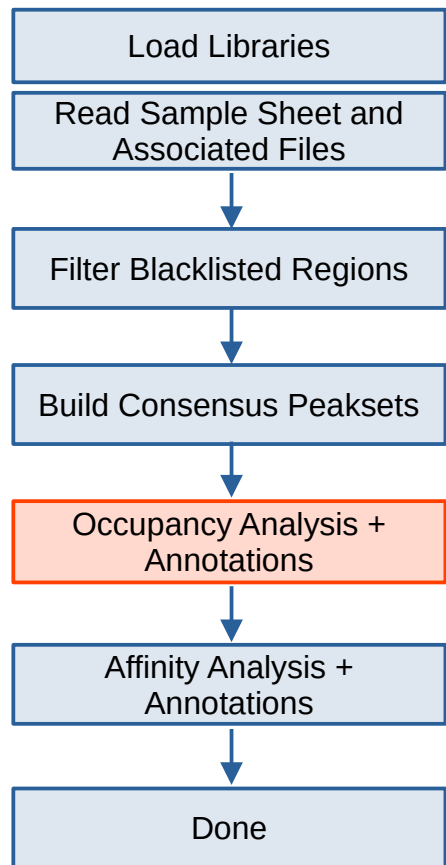 Load Libraries
Read Sample Sheet and
Associated Files
Filter Blacklisted Regions
Build Consensus Peaksets
Occupancy Analysis +
Annotations
Affinity Analysis +
Annotations
Done